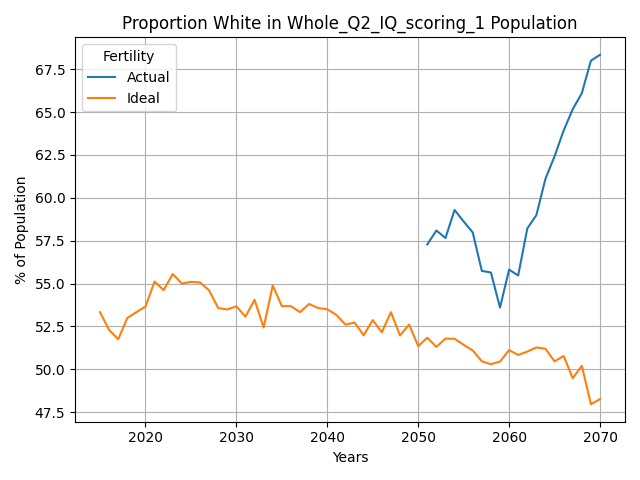 Proportion White in Whole_Q2_IQ_scoring_1 Population
Fertility
Actual
Ideal
% of Population
67.5
65.0
62.5
60.0
57.5
55.0
52.5
50.0
47.5
2020 2030 2040 2050 2060 2070
Years